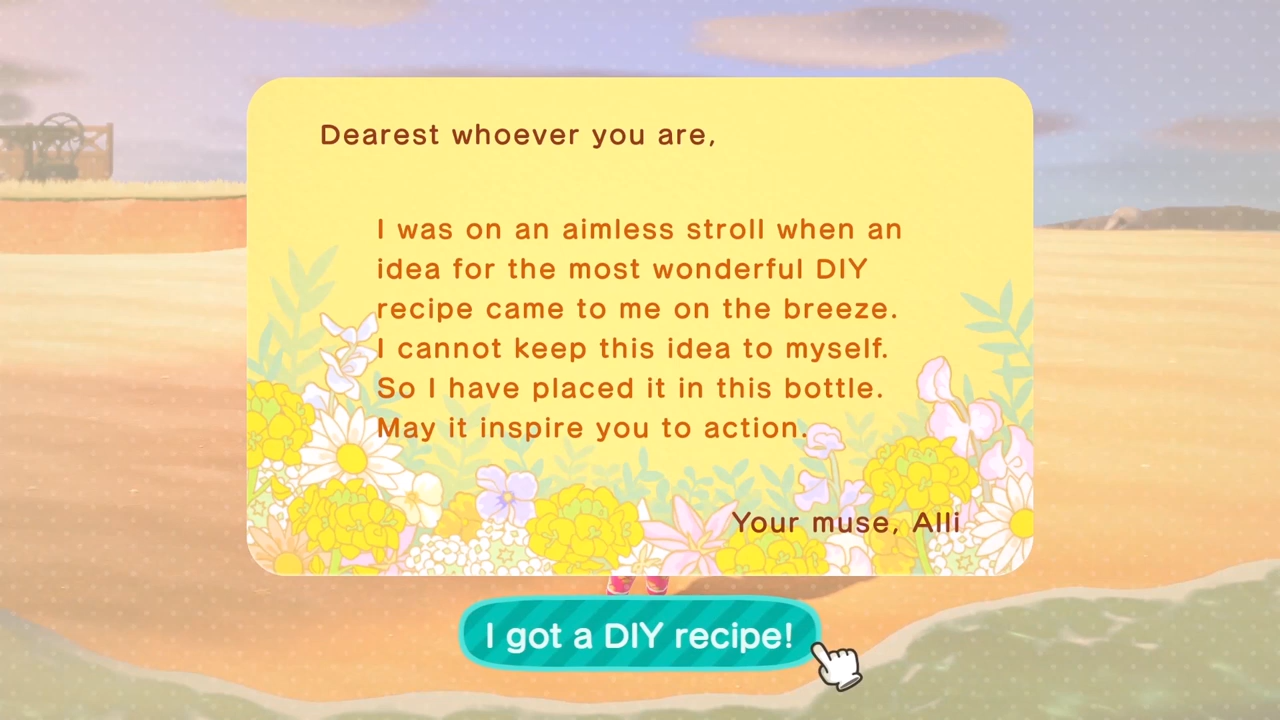 Dearest whoever you are,
I was on an aimless stroll when an
idea for the most wonderful DIY
recipe came to me on the breeze.
I cannot keep this idea to myself.
So I have placed it in this bottle.
May it inspire you to action.
Your muse, Alli
I got a DIY recipe!